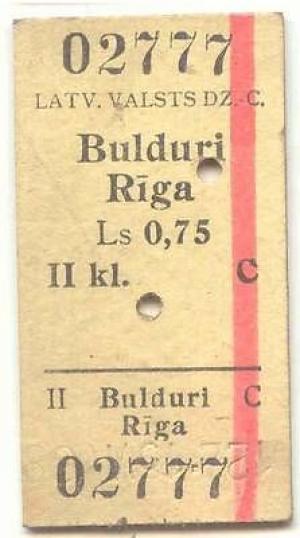 02777
LATV. VALSTS DZ.-C.
Bulduri
Rīga
Ls 0,75
II kl. C
II Bulduri C
Rīga
02777